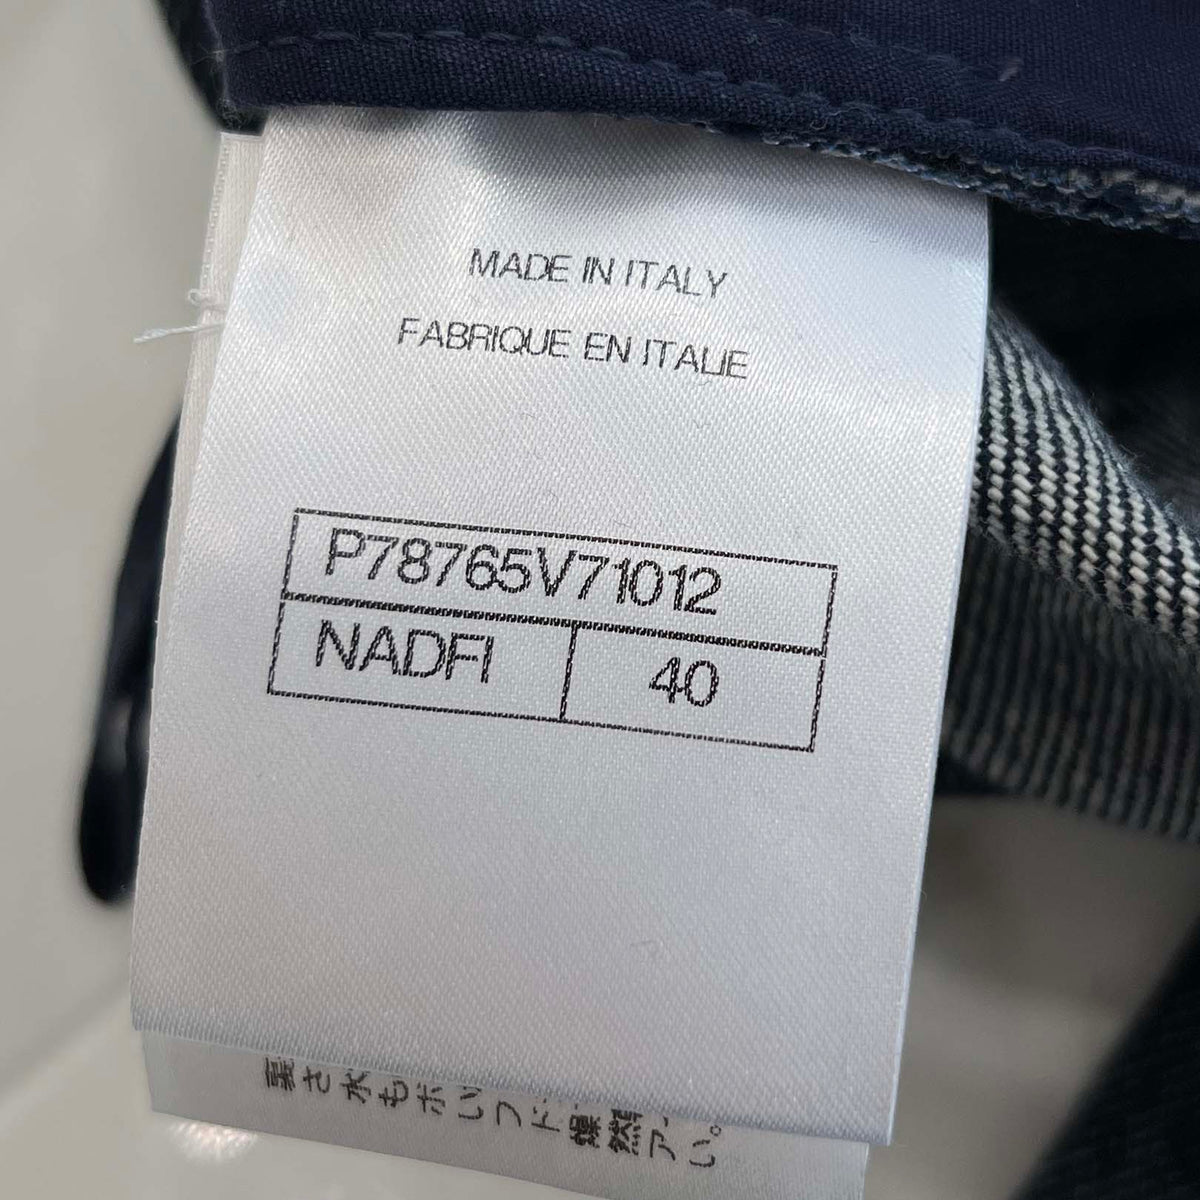 MADE IN ITALY
FABRIQUE EN ITALIE
P78765V71012
NADFI 40